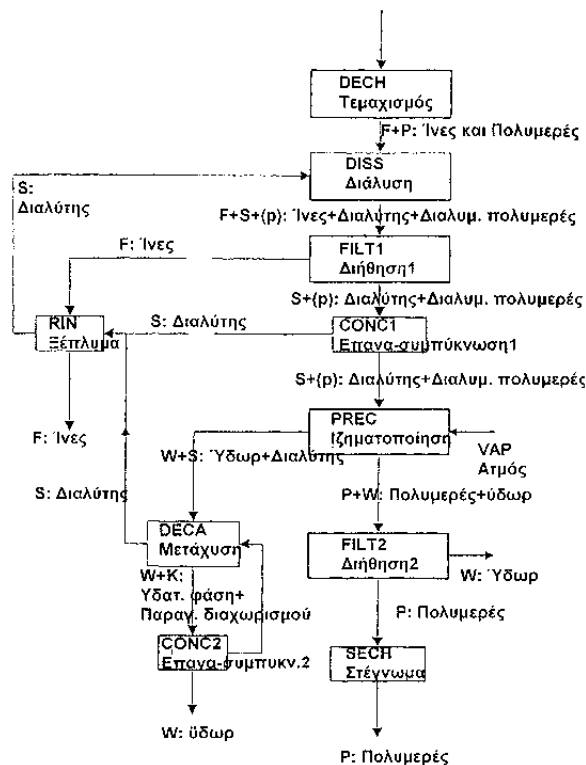 DECH
Τεμαχισμός
F+P: Ίνες και Πολυμερές
S:
Διαλύτης
DISS
Διάλυση
F+S+(p): Ίνες+Διαλύτης+Διαλυμ. πολυμερές
F: Ίνες
FILT1
Διήθηση1
S+(p): Διαλύτης+Διαλυμ. πολυμερές
RIN
Ξέπλυμα
S: Διαλύτης
CONC1
Επανα-συμπύκνωση1
S+(p): Διαλύτης+Διαλυμ. πολυμερές
F: Ίνες
PREC
Ιζηματοποίηση
VAP
Ατμός
W+S: Ύδωρ+Διαλύτης
S: Διαλύτης
P+W: Πολυμερές+ύδωρ
DECA
Μετάχυση
FILT2
Διήθηση2
W: Ύδωρ
W+K:
Υδατ. φάση+
Παραγ. διαχωρισμού
P: Πολυμερές
CONC2
Επανα-συμπυκν.2
SECH
Στέγνωμα
W: ϋδωρ
P: Πολυμερές